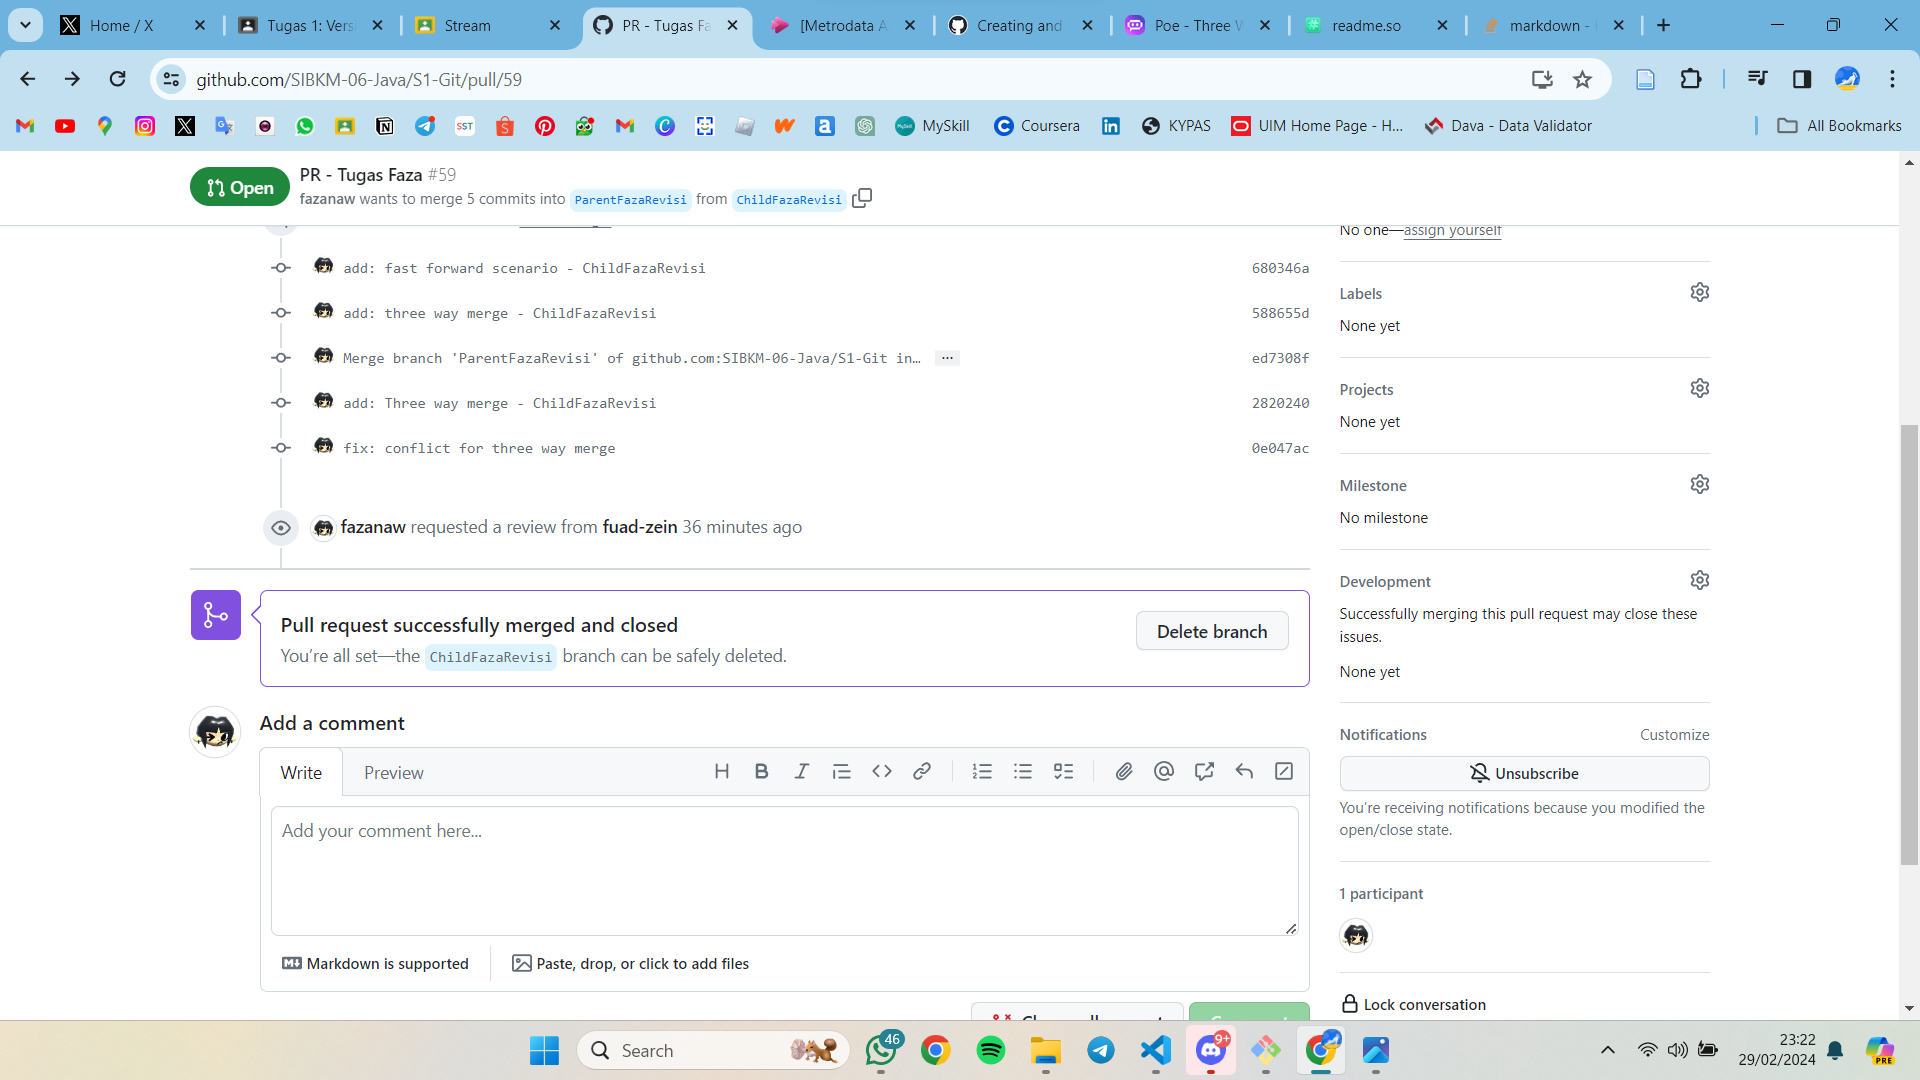 Home / X
Tugas 1: Vers
Stream
PR - Tugas Fa
[Metrodata A
Creating and
Poe - Three W
readme.so
markdown -
github.com/SIBKM-06-Java/S1-Git/pull/59
SST
MySkill
Coursera
KYPAS
UIM Home Page - H...
Dava - Data Validator
All Bookmarks
Open
PR - Tugas Faza #59
fazanaw wants to merge 5 commits into ParentFazaRevisi from ChildFazaRevisi
No one—assign yourself
add: fast forward scenario - ChildFazaRevisi 680346a
add: three way merge - ChildFazaRevisi 588655d
Merge branch 'ParentFazaRevisi' of github.com:SIBKM-06-Java/S1-Git in… ... ed7308f
add: Three way merge - ChildFazaRevisi 2820240
fix: conflict for three way merge 0e047ac
fazanaw requested a review from fuad-zein 36 minutes ago
Pull request successfully merged and closed
You're all set—the ChildFazaRevisi branch can be safely deleted.
Delete branch
Add a comment
Write
Preview
Add your comment here...
Markdown is supported
Paste, drop, or click to add files
Labels
None yet
Projects
None yet
Milestone
No milestone
Development
Successfully merging this pull request may close these
issues.
None yet
Notifications
Customize
Unsubscribe
You're receiving notifications because you modified the
open/close state.
1 participant
Lock conversation
Search
46
9+
23:22
29/02/2024
PRE